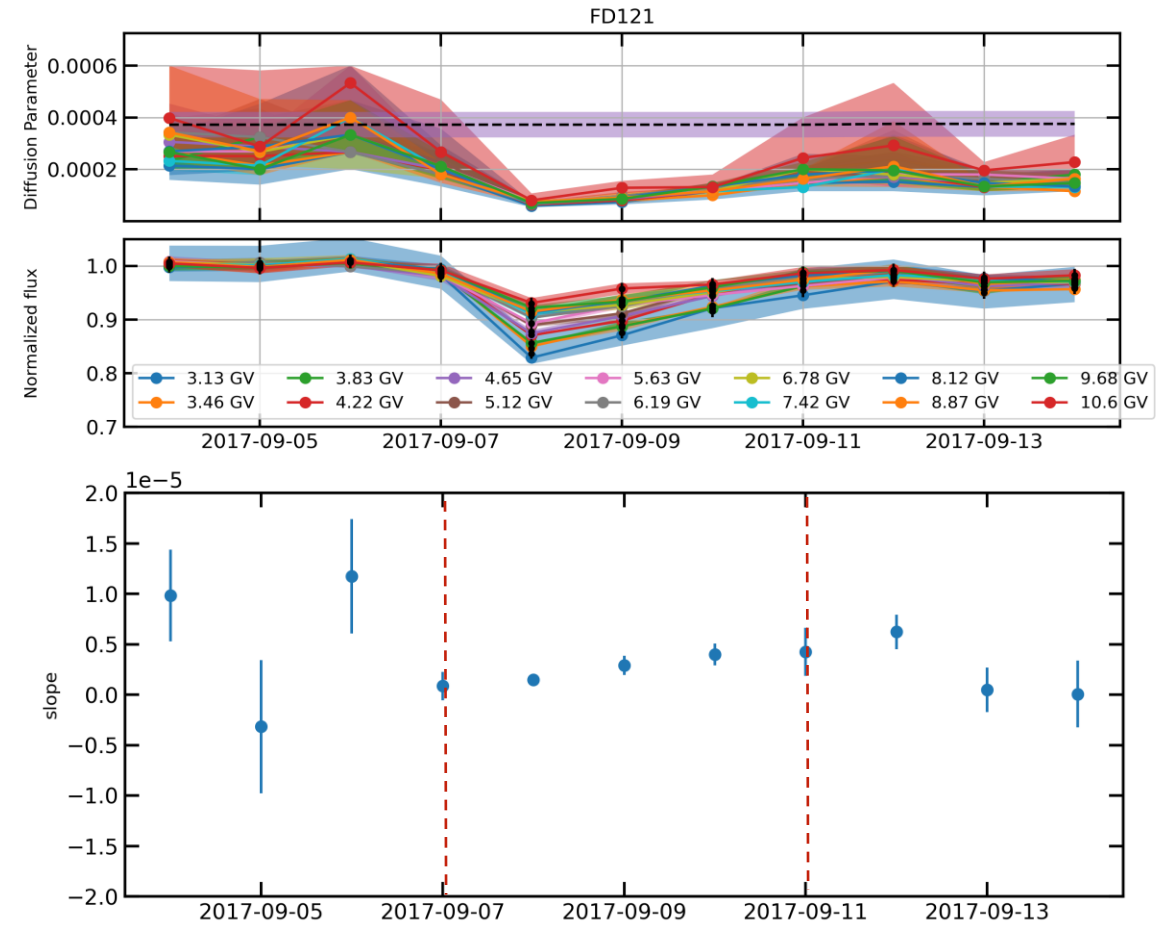 FD121
Diffusion Parameter
0.0006
0.0004
0.0002
Normalized flux
1.0
0.9
0.8
0.7
3.13 GV 3.83 GV 4.65 GV 5.63 GV 6.78 GV 8.12 GV 9.68 GV
3.46 GV 4.22 GV 5.12 GV 6.19 GV 7.42 GV 8.87 GV 10.6 GV
2017-09-05 2017-09-07 2017-09-09 2017-09-11 2017-09-13
1e−5
slope
2.0
1.5
1.0
0.5
0.0
−0.5
−1.0
−1.5
−2.0
2017-09-05 2017-09-07 2017-09-09 2017-09-11 2017-09-13